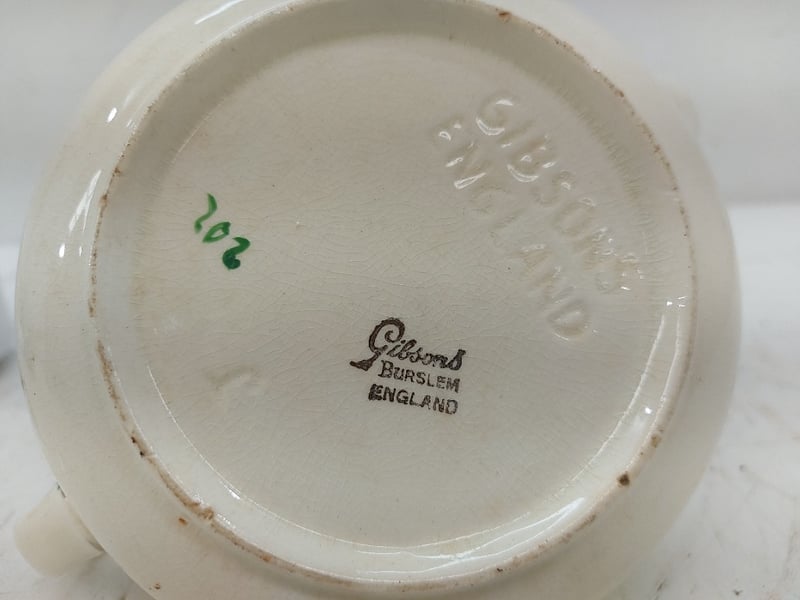 GIBSONS
ENGLAND
202
Gibsons
BURSLEM
ENGLAND